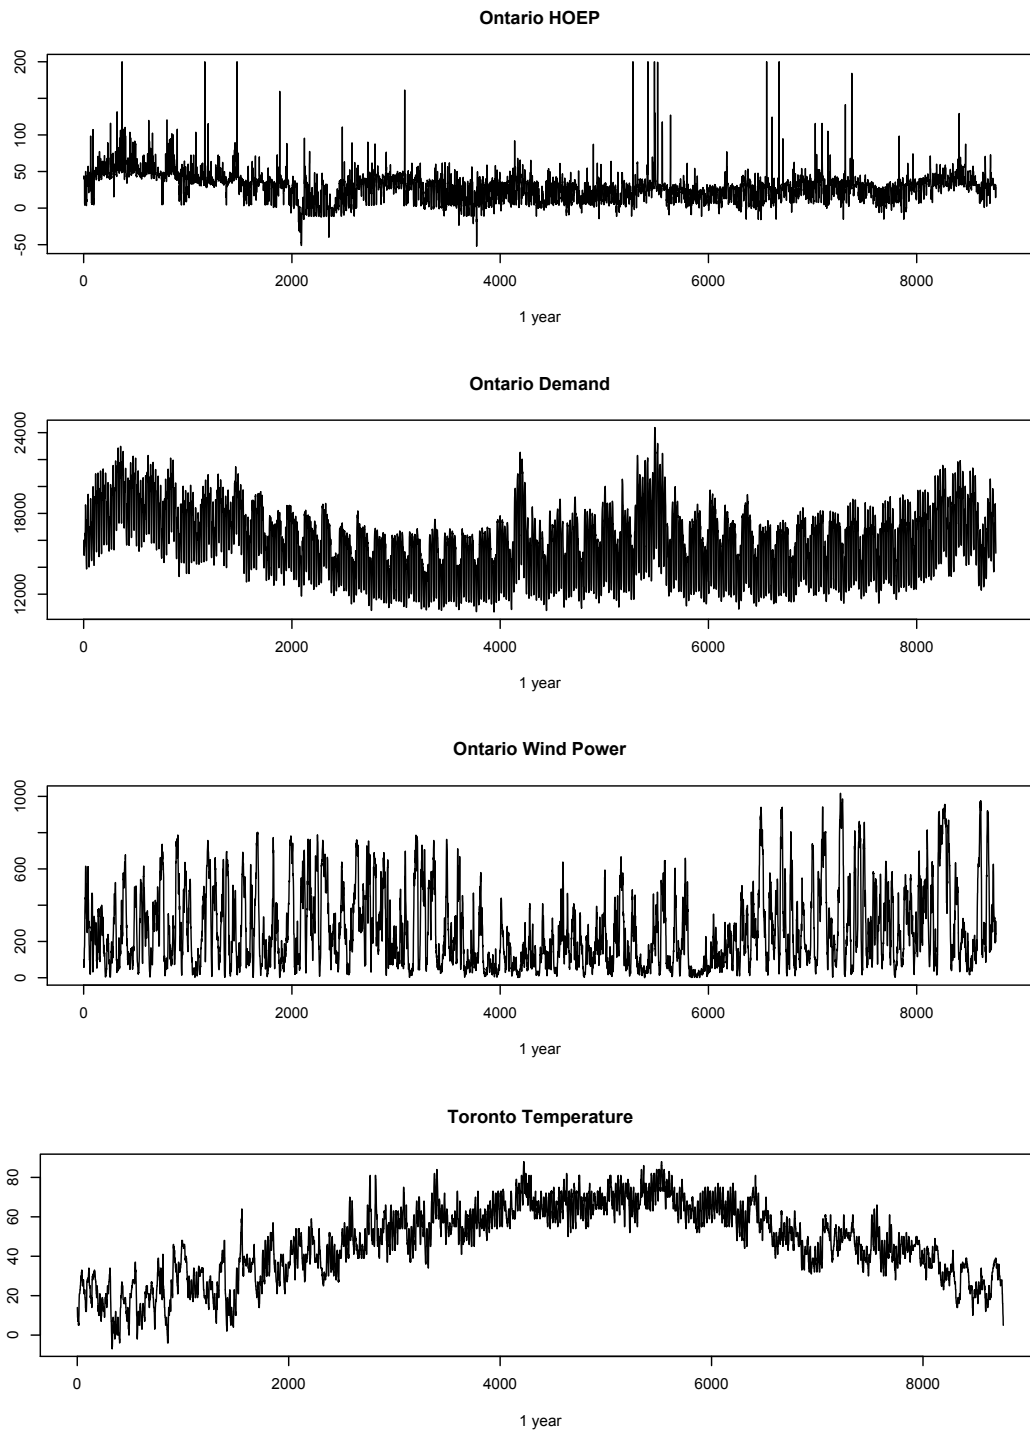 Ontario HOEP
200
100
50
0
-50
0 2000 4000 6000 8000
1 year
Ontario Demand
24000
18000
12000
0 2000 4000 6000 8000
1 year
Ontario Wind Power
1000
600
200
0
0 2000 4000 6000 8000
1 year
Toronto Temperature
80
60
40
20
0
0 2000 4000 6000 8000
1 year